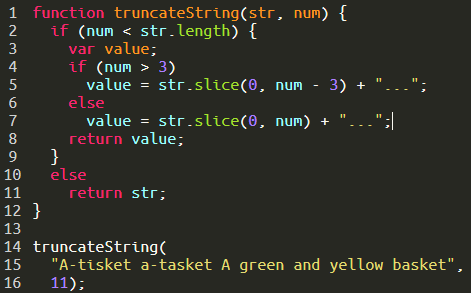 1 function truncateString(str, num) {
2   if (num < str.length) {
3     var value;
4     if (num > 3)
5       value = str.slice(0, num - 3) + "...";
6     else
7       value = str.slice(0, num) + "...";
8     return value;
9   }
10   else
11     return str;
12 }
13
14 truncateString(
15   "A-tisket a-tasket A green and yellow basket",
16   11);